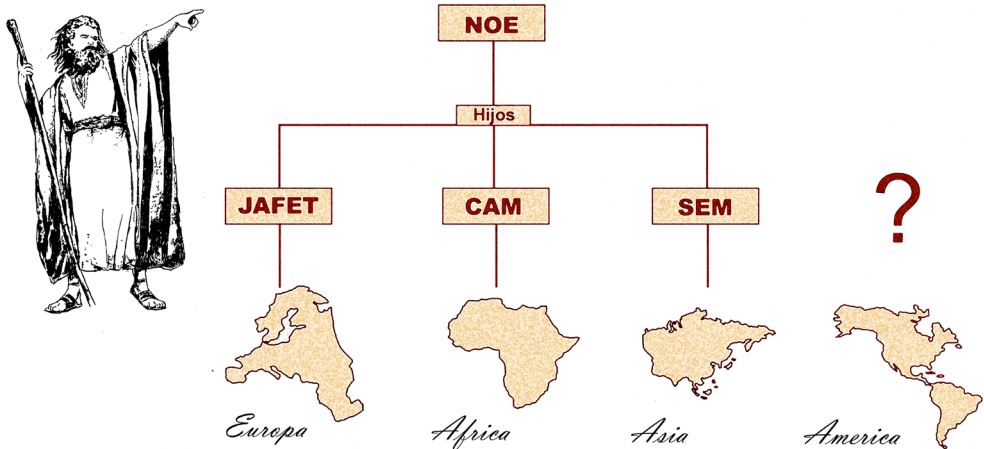 NOE
Hijos
JAFET
CAM
SEM
?
Europa
Africa
Asia
America